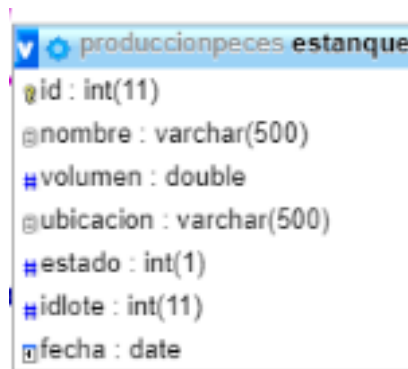 produccionpeces estanque
id : int(11)
nombre : varchar(500)
volumen : double
ubicacion : varchar(500)
estado : int(1)
idlote : int(11)
fecha : date